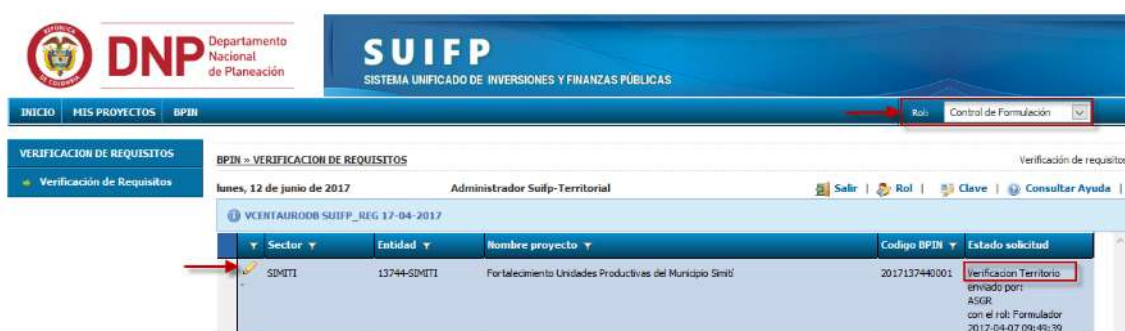 REPÚBLICA
DE COLOMBIA
DNP
Departamento
Nacional
de Planeación
SUIFP
SISTEMA UNIFICADO DE INVERSIONES Y FINANZAS PÚBLICAS
INICIO MIS PROYECTOS BPIN Rol: Control de Formulación
VERIFICACION DE REQUISITOS
Verificación de Requisitos
BPIN » VERIFICACION DE REQUISITOS Verificación de requisitos
lunes, 12 de junio de 2017 Administrador Suifp-Territorial Salir | Rol | Clave | Consultar Ayuda |
VCENTAURODB SUIFP_REG 17-04-2017
Sector Entidad Nombre proyecto Codigo BPIN Estado solicitud
SIMITI 13744-SIMITI Fortalecimiento Unidades Productivas del Municipio Simití 2017137440001 Verificacion Territorio
enviado por:
ASGR
con el rol: Formulador
2017-04-07 09:49:39